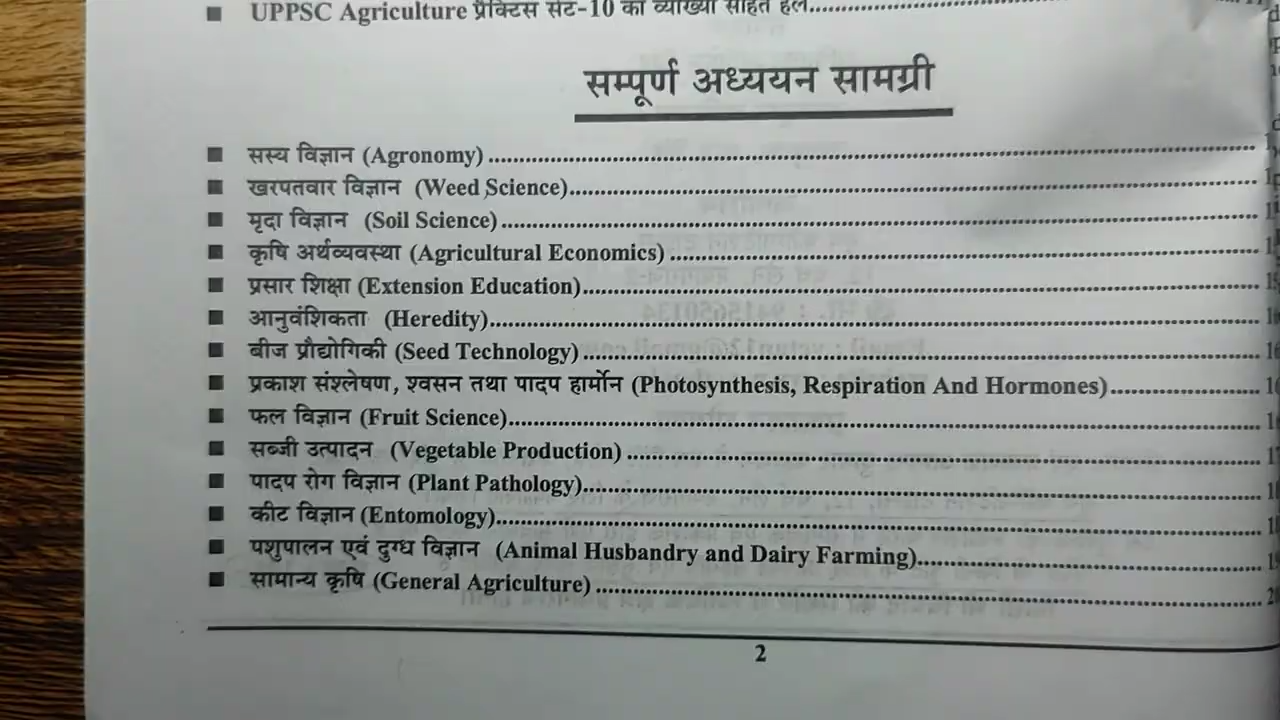 ■ UPPSC Agriculture प्रैक्टिस सेट-10 का व्याख्या सहित हल
सम्पूर्ण अध्ययन सामग्री
■ सस्य विज्ञान (Agronomy)
■ खरपतवार विज्ञान (Weed Science)
■ मृदा विज्ञान (Soil Science)
■ कृषि अर्थव्यवस्था (Agricultural Economics)
■ प्रसार शिक्षा (Extension Education)
■ आनुवंशिकता (Heredity)
■ बीज प्रौद्योगिकी (Seed Technology)
■ प्रकाश संश्लेषण, श्वसन तथा पादप हार्मोन (Photosynthesis, Respiration And Hormones)
■ फल विज्ञान (Fruit Science)
■ सब्जी उत्पादन (Vegetable Production)
■ पादप रोग विज्ञान (Plant Pathology)
■ कीट विज्ञान (Entomology)
■ पशुपालन एवं दुग्ध विज्ञान (Animal Husbandry and Dairy Farming)
■ सामान्य कृषि (General Agriculture)
2